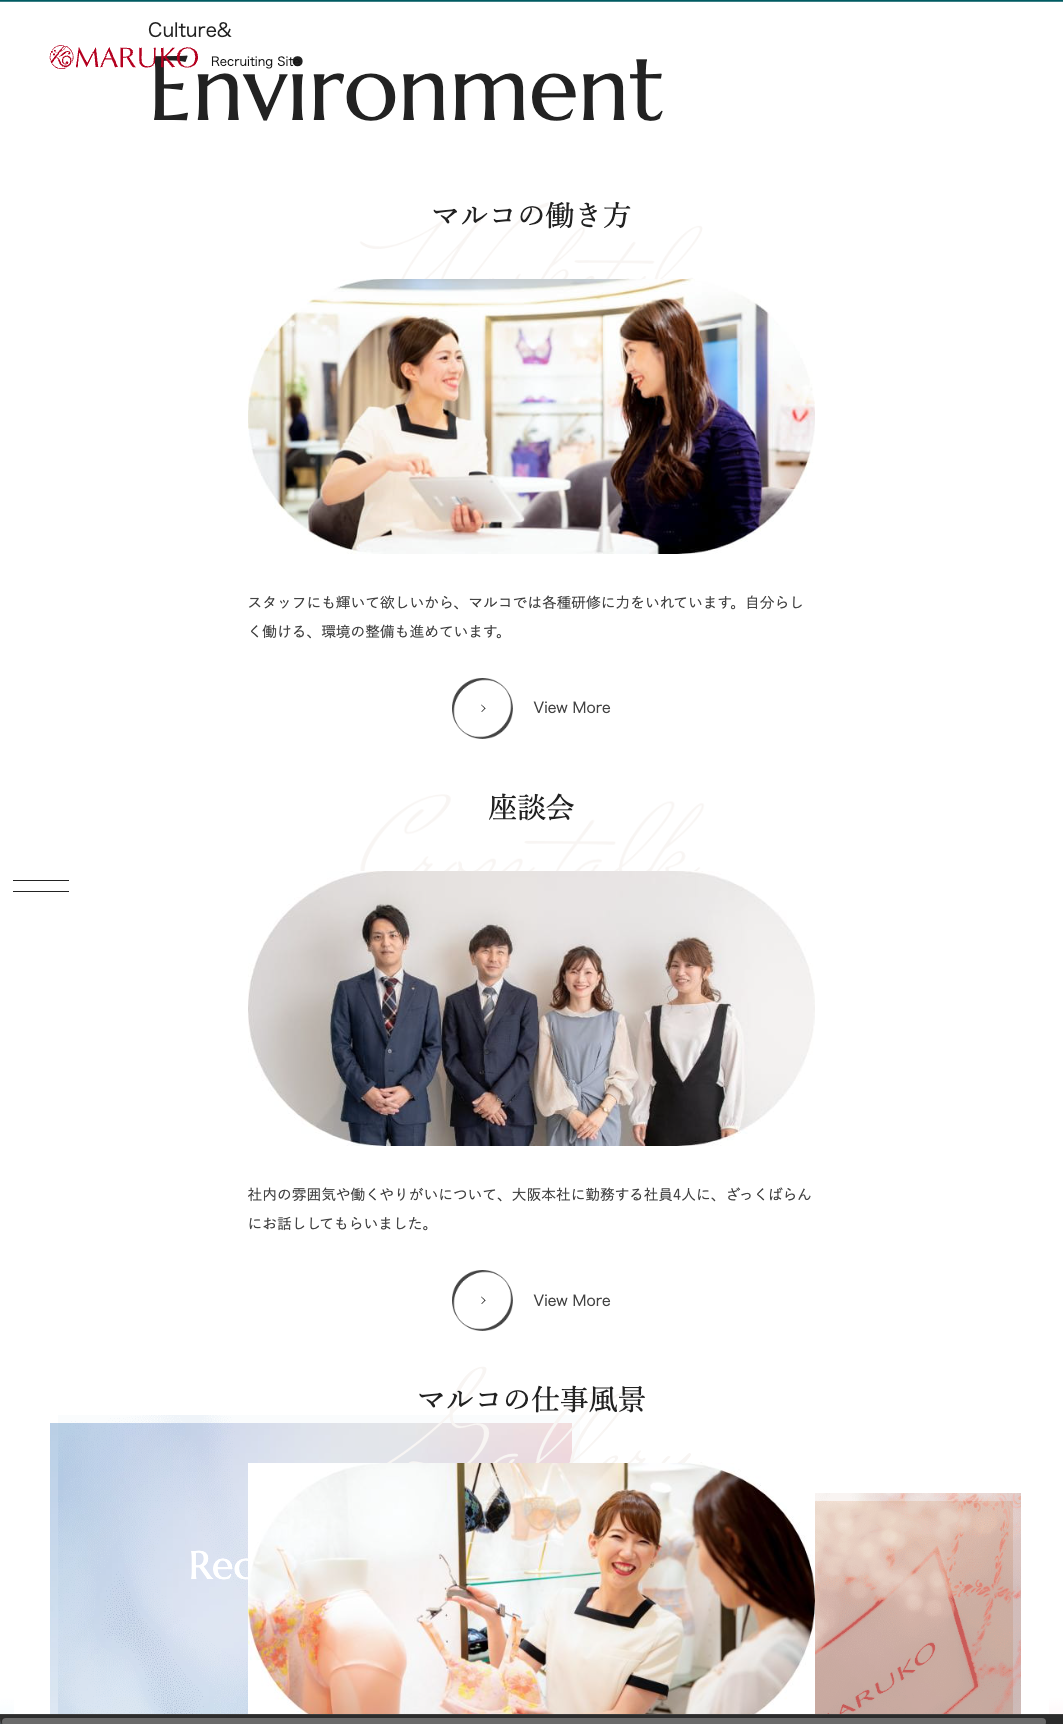 Culture&
MARUKO Recruiting Site
Environment
マルコの働き方
スタッフにも輝いて欲しいから、マルコでは各種研修に力をいれています。自分らし
く働ける、環境の整備も進めています。
View More
座談会
Cross talk
社内の雰囲気や働くやりがいについて、大阪本社に勤務する社員4人に、ざっくばらん
にお話ししてもらいました。
View More
マルコの仕事風景
Gallery
Rec
MARUKO